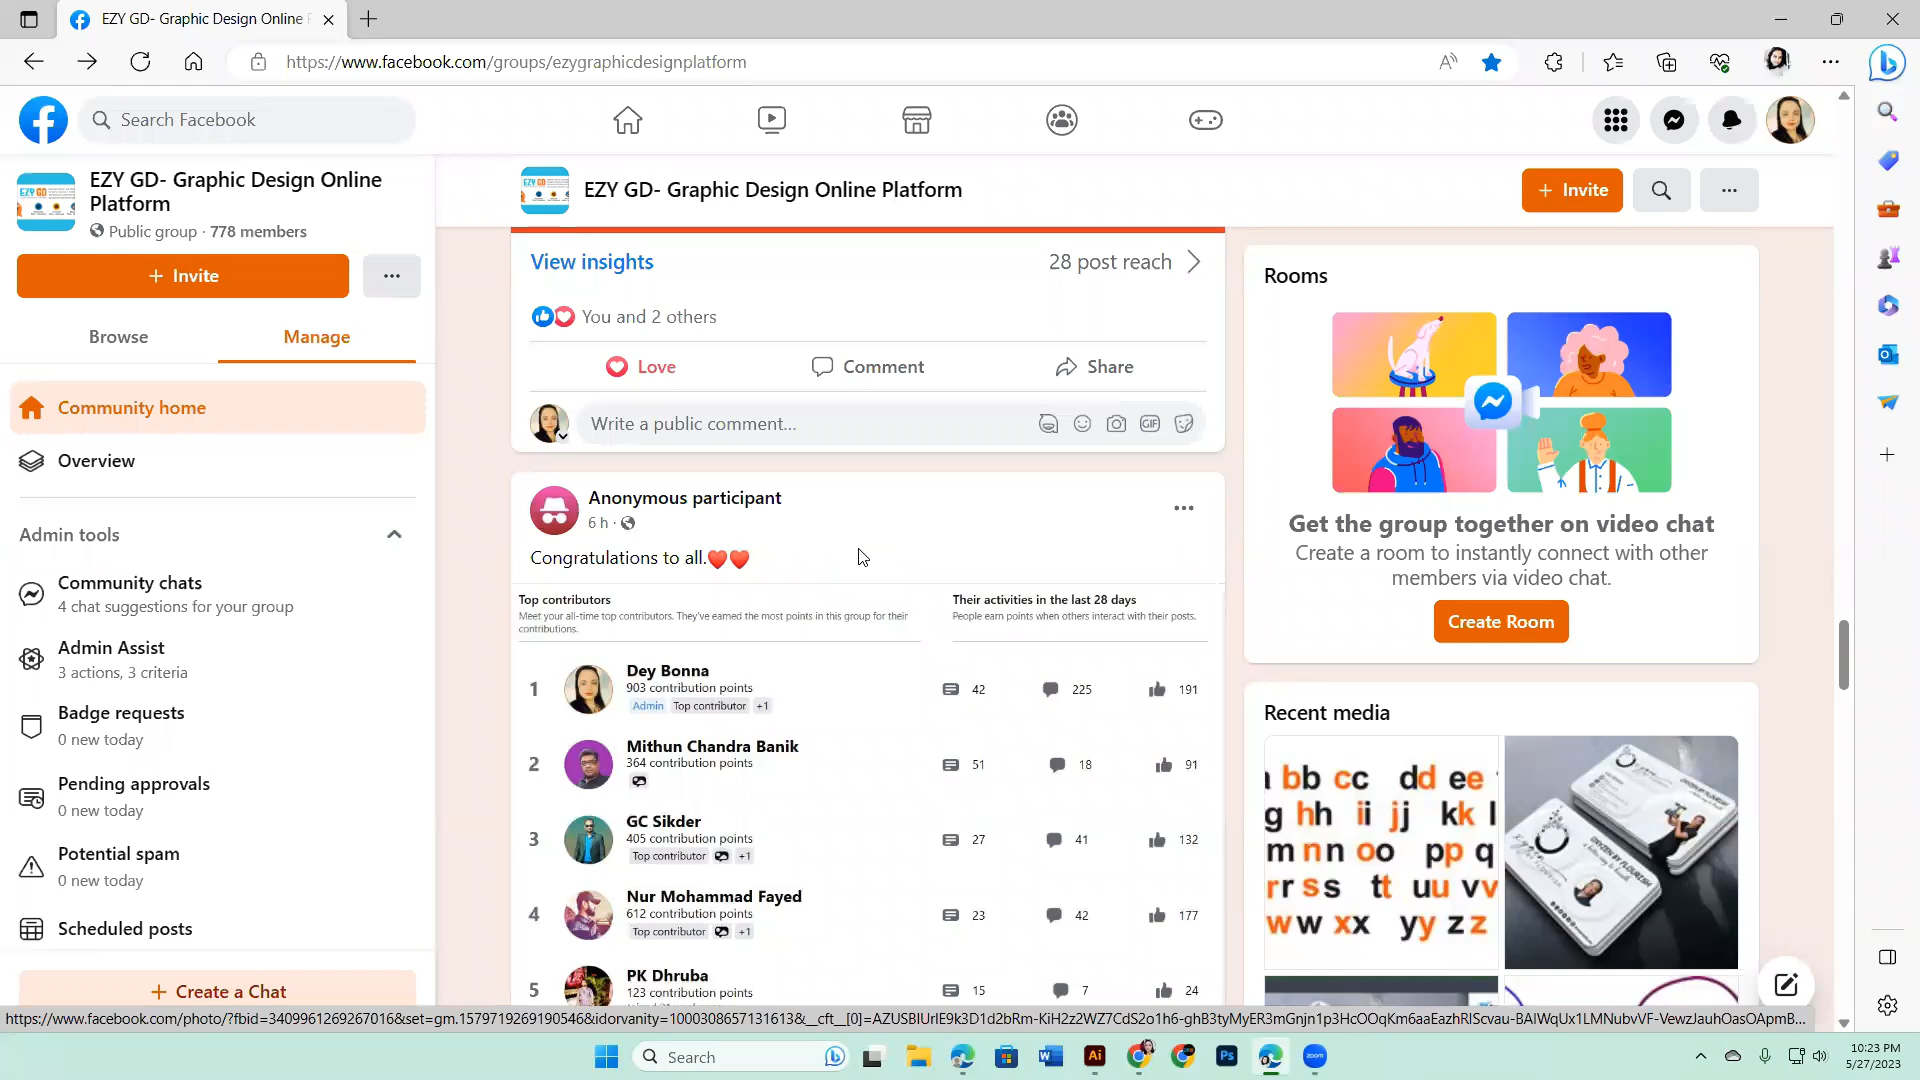 EZY GD- Graphic Design Online
https://www.facebook.com/groups/ezygraphicdesignplatform
Search Facebook
EZY GD- Graphic Design Online Platform
Public group · 778 members
+ Invite
...
Browse
Manage
Community home
Overview
Admin tools
Community chats
4 chat suggestions for your group
Admin Assist
3 actions, 3 criteria
Badge requests
0 new today
Pending approvals
0 new today
Potential spam
0 new today
Scheduled posts
+ Create a Chat
EZY GD- Graphic Design Online Platform
+ Invite
...
View insights
28 post reach
You and 2 others
Love
Comment
Share
Write a public comment...
GIF
Anonymous participant
6 h ·
Congratulations to all.
Top contributors
Meet your all-time top contributors. They've earned the most points in this group for their
contributions.
Their activities in the last 28 days
People earn points when others interact with their posts.
1
Dey Bonna
903 contribution points
Admin Top contributor +1
42 225 191
2
Mithun Chandra Banik
364 contribution points
51 18 91
3
GC Sikder
405 contribution points
Top contributor +1
27 41 132
4
Nur Mohammad Fayed
612 contribution points
Top contributor +1
23 42 177
5
PK Dhruba
123 contribution points
15 7 24
Rooms
Get the group together on video chat
Create a room to instantly connect with other
members via video chat.
Create Room
Recent media
bb cc dd ee
g hh ii jj kk l
m nn oo pp q
rr ss tt uu vv
ww xx yy zz
Search
10:23 PM
5/27/2023